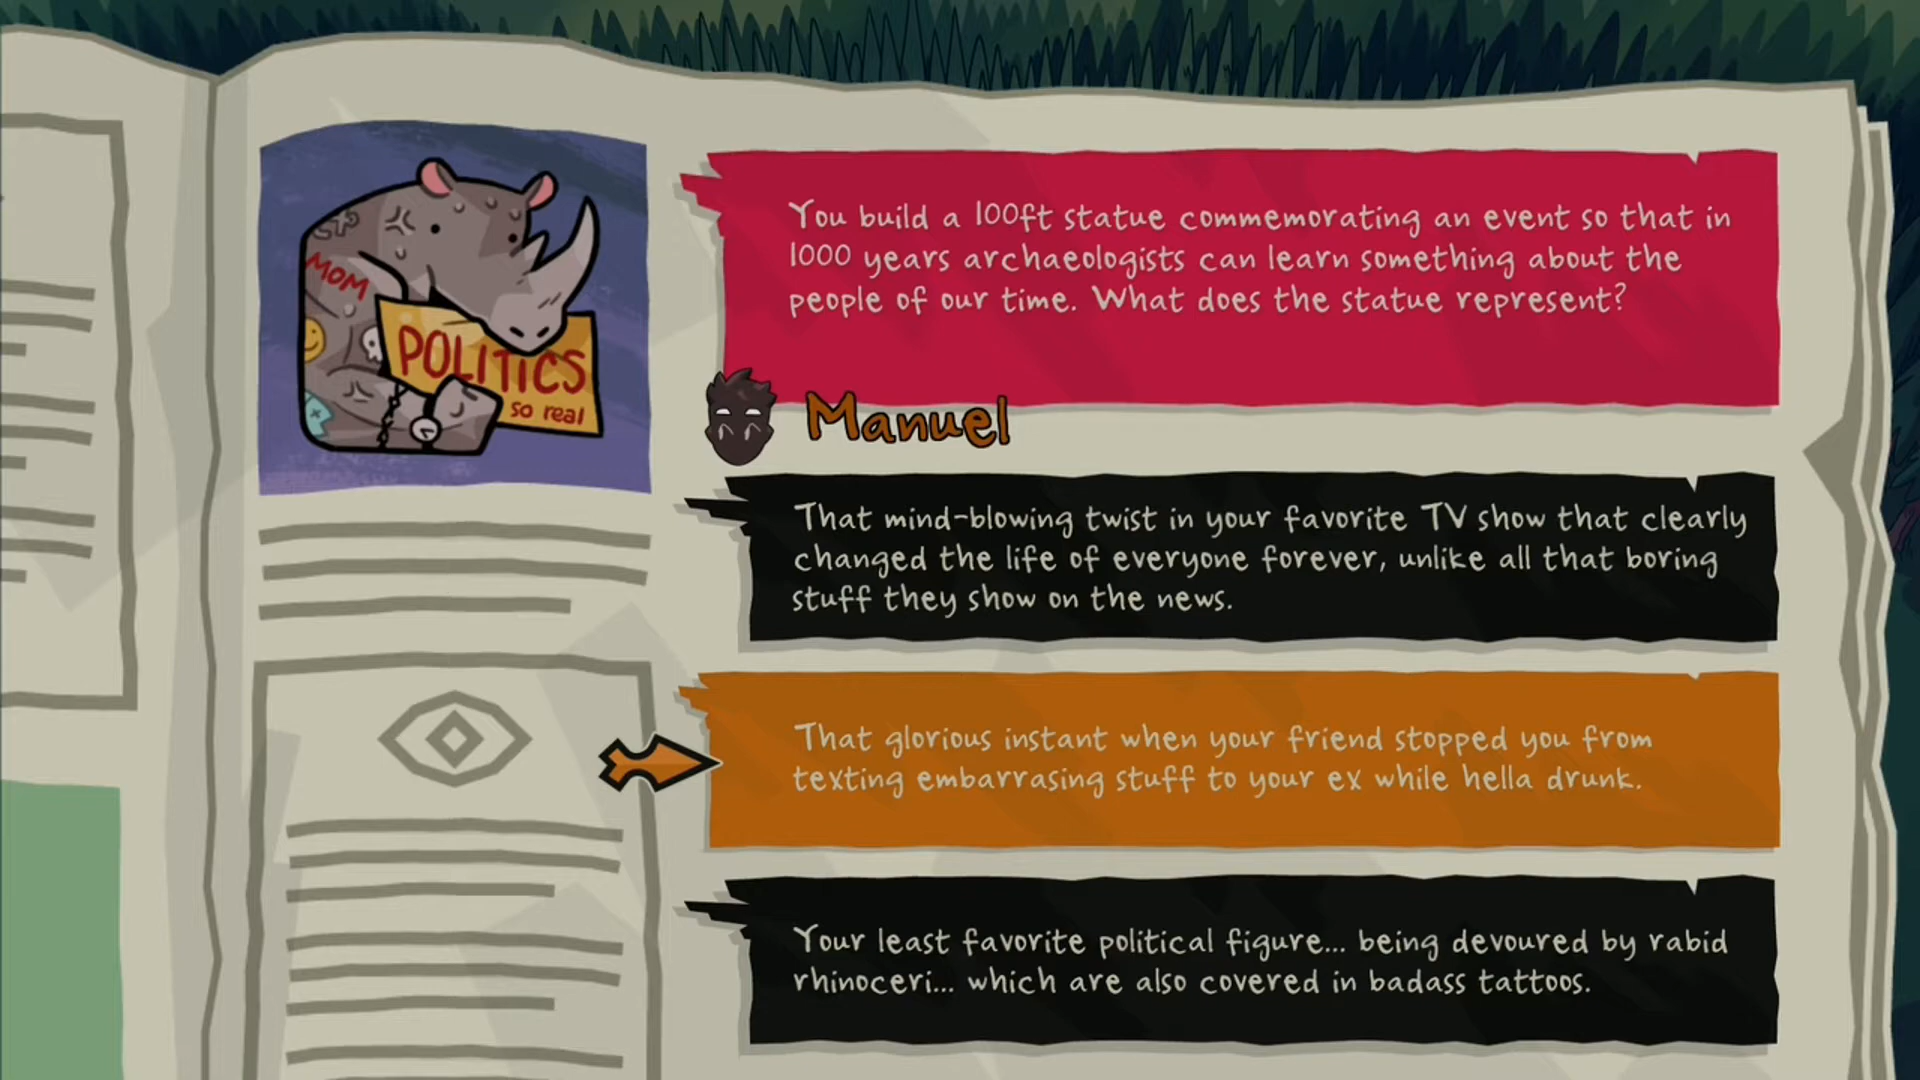 MOM
POLITICS
so real
You build a 100ft statue commemorating an event so that in
1000 years archaeologists can learn something about the
people of our time. What does the statue represent?
Manuel
That mind-blowing twist in your favorite TV show that clearly
changed the life of everyone forever, unlike all that boring
stuff they show on the news.
That glorious instant when your friend stopped you from
texting embarrasing stuff to your ex while hella drunk.
Your least favorite political figure... being devoured by rabid
rhinoceri... which are also covered in badass tattoos.